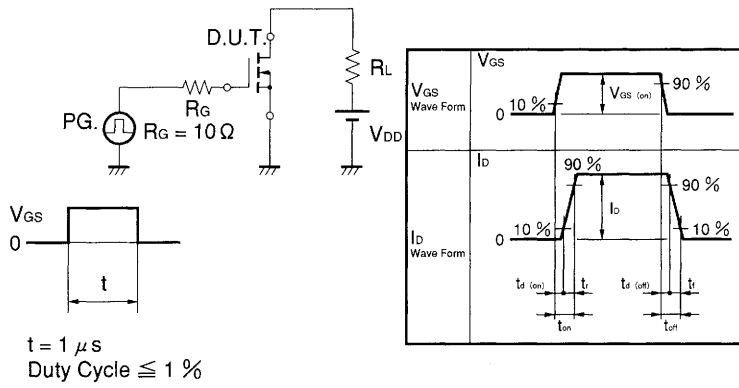 D.U.T.
RL
RG
PG.
RG = 10 Ω
VDD
VGS
0
t
t = 1 μs
Duty Cycle ≦ 1 %
VGS
Wave Form
VGS
10 %
0
VGS (on)
90 %
ID
Wave Form
ID
90 %
90 %
10 %
0
ID
10 %
td (on)
tr
td (off)
tf
ton
toff